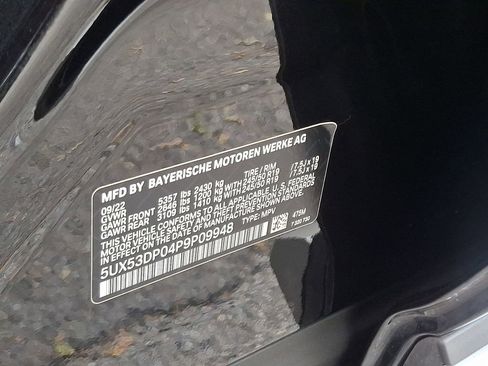 MFD BY BAYERISCHE MOTOREN WERKE AG
09/22 TIRE / RIM
GVWR 5357 lbs 2430 kg
GAWR FRONT 2646 lbs 1200 kg WITH 245/50 R19 / 7.5J x 19
GAWR REAR 3109 lbs 1410 kg WITH 245/50 R19 / 7.5J x 19
THIS VEHICLE CONFORMS TO ALL APPLICABLE U.S. FEDERAL
MOTOR VEHICLE SAFETY AND THEFT PREVENTION STANDARDS
IN EFFECT ON THE DATE OF MANUFACTURE SHOWN ABOVE.
TYPE: MPV 475M
5UX53DP04P9P09948